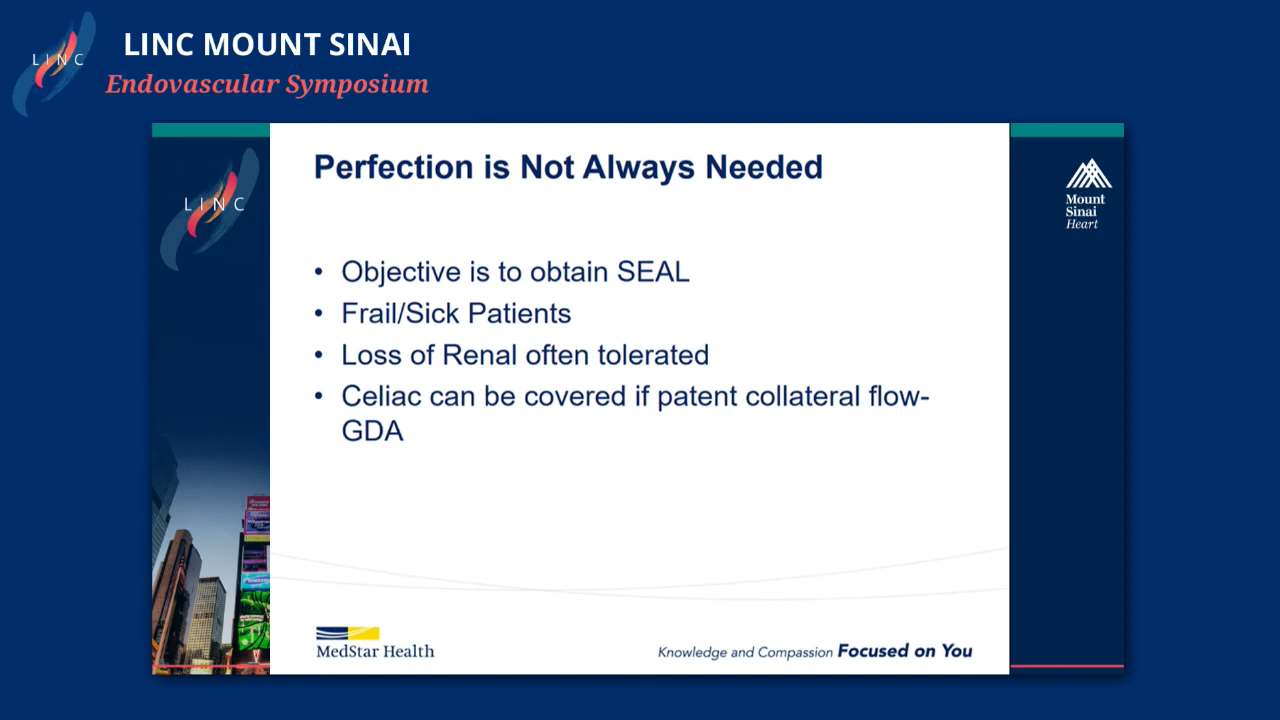 LINC
LINC MOUNT SINAI
Endovascular Symposium
LINC
Perfection is Not Always Needed
• Objective is to obtain SEAL
• Frail/Sick Patients
• Loss of Renal often tolerated
• Celiac can be covered if patent collateral flow-
GDA
Mount
Sinai
Heart
MedStar Health
Knowledge and Compassion Focused on You